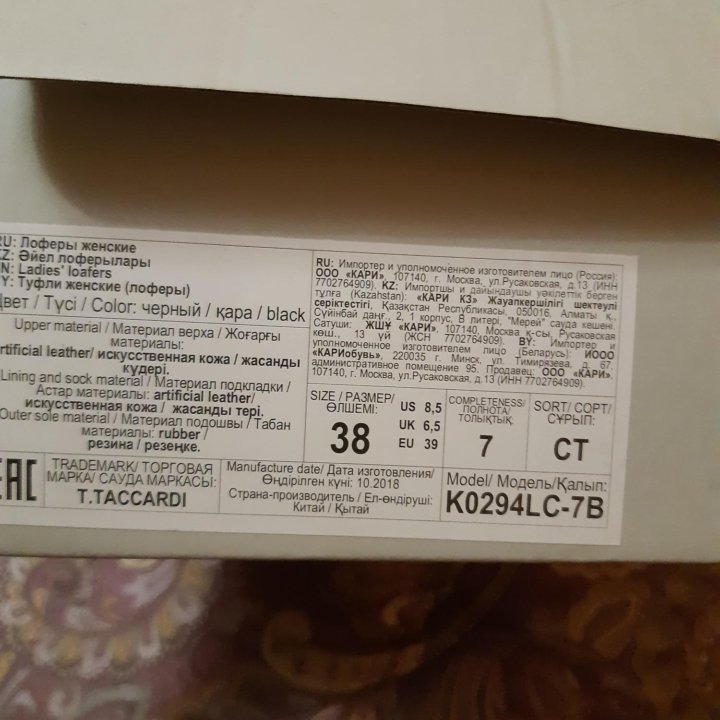 RU: Лоферы женские
KZ: Әйел лоферылары
EN: Ladies' loafers
BY: Туфли женские (лоферы)
Цвет / Түсі / Color: черный / қара / black
Upper material / Материал верха / Жоғарғы
материалы:
artificial leather/ искусственная кожа / жасанды
күдері.
Lining and sock material / Материал подкладки /
Астар материалы: artificial leather/
искусственная кожа / жасанды тері.
Outer sole material / Материал подошвы / Табан
материалы: rubber /
резина / резеңке.
RU: Импортер и уполномоченное изготовителем лицо (Россия):
ООО «КАРИ», 107140, г. Москва, ул.Русаковская, д.13 (ИНН
7702764909). KZ: Импортшы и дайындаушы уәкілеттік берген
тұлға (Kazahstan): «КАРИ КЗ» Жауапкершілігі шектеулі
серіктестігі, Қазақстан Республикасы, 050016. Алматы қ.,
Сүйінбай даңғ., 2, 1 корпус, В литері, "Мерей" сауда кешені.
Сатушы: ЖШҰ «КАРИ», 107140, Москва қ-сы, Русаковская
көш., 13 үй (ЖСН 7702764909). BY: Импортер и
уполномоченное изготовителем лицо (Беларусь): ИООО
«КАРИобувь», 220035 г. Минск, ул. Тимирязева, д. 67,
административное помещение 95. Продавец: ООО «КАРИ»,
107140, г. Москва, ул.Русаковская, д.13 (ИНН 7702764909).
SIZE / РАЗМЕР/
ӨЛШЕМІ:
38
US 8,5
UK 6,5
EU 39
COMPLETENESS/
ПОЛНОТА/
ТОЛЫҚТЫҚ
7
SORT/ СОРТ/
СҰРЫП:
СТ
EAC
TRADEMARK/ ТОРГОВАЯ
МАРКА/ САУДА МАРКАСЫ:
T.TACCARDI
Manufacture date/ Дата изготовления/
Өндірілген күні: 10.2018
Страна-производитель / Ел-өндіруші:
Китай / Қытай
Model/ Модель/Қалып:
K0294LC-7B